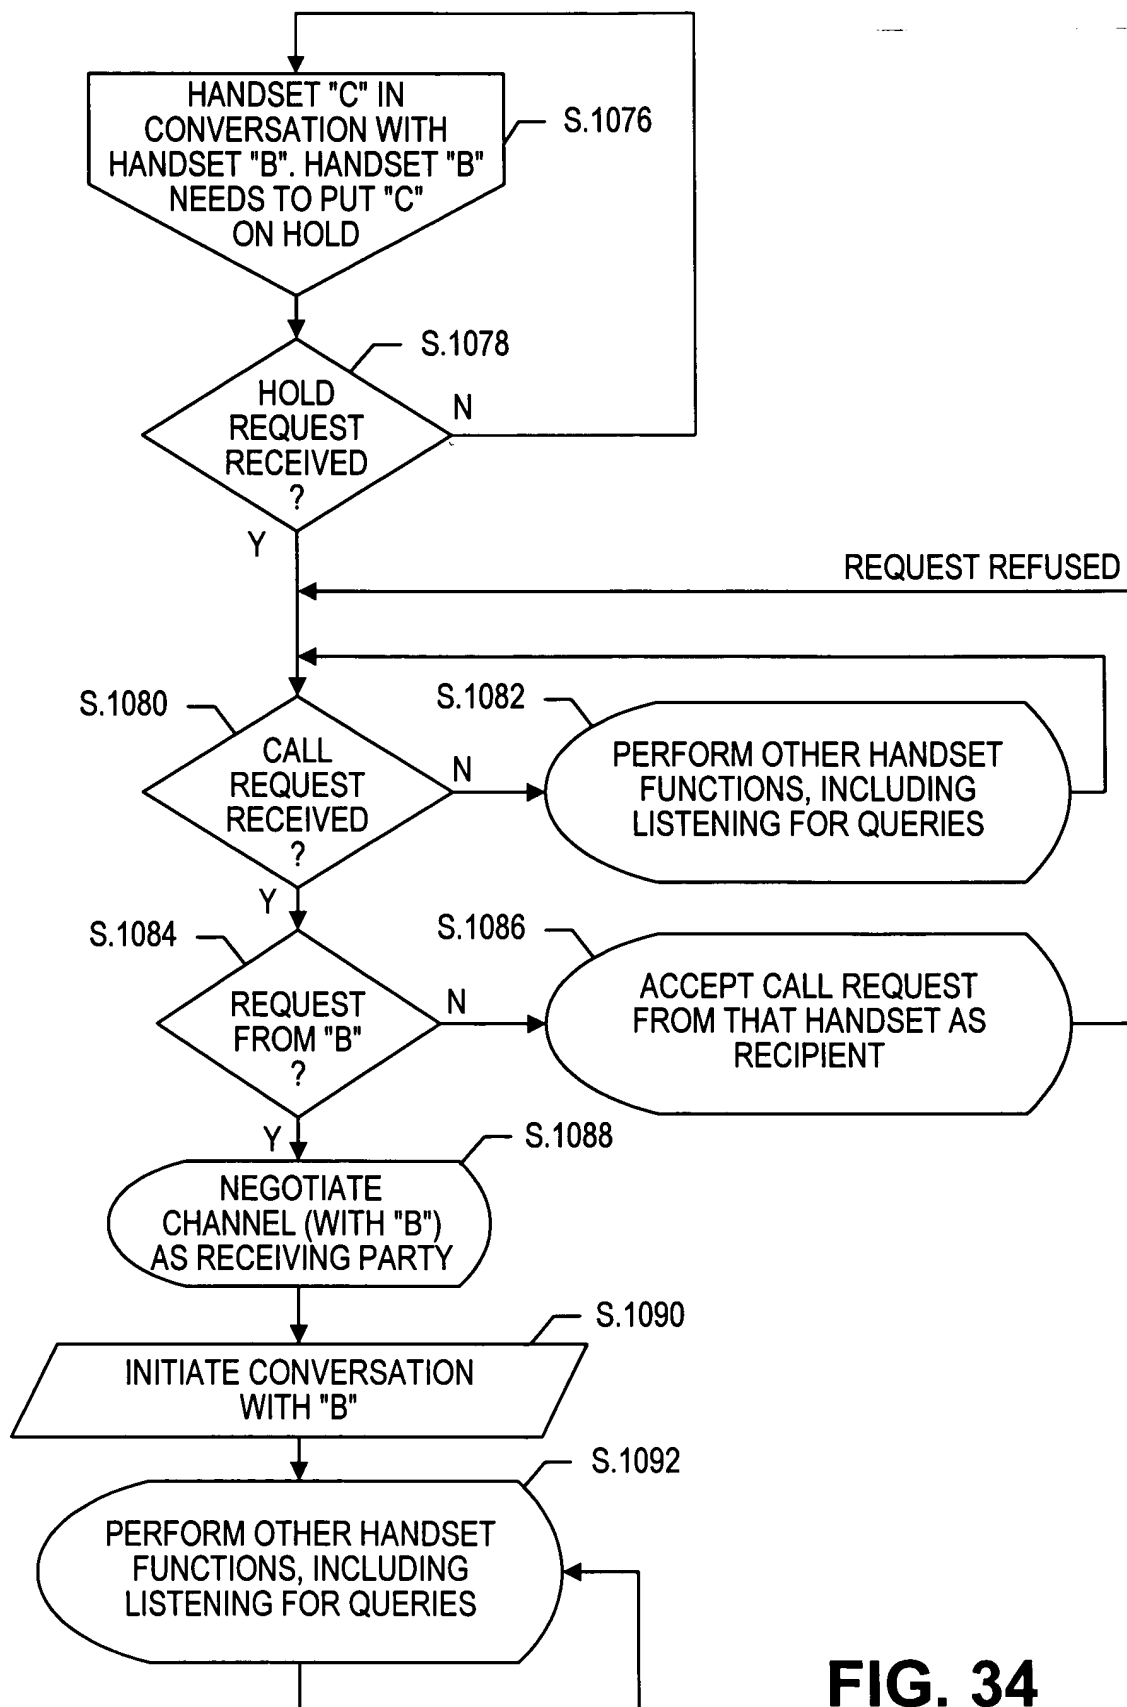 HANDSET "C" IN
CONVERSATION WITH
HANDSET "B". HANDSET "B"
NEEDS TO PUT "C"
ON HOLD
S.1076
S.1078
HOLD
REQUEST
RECEIVED
?
N
Y
REQUEST REFUSED
S.1080
CALL
REQUEST
RECEIVED
?
N
Y
S.1082
PERFORM OTHER HANDSET
FUNCTIONS, INCLUDING
LISTENING FOR QUERIES
S.1084
REQUEST
FROM "B"
?
N
Y
S.1086
ACCEPT CALL REQUEST
FROM THAT HANDSET AS
RECIPIENT
S.1088
NEGOTIATE
CHANNEL (WITH "B")
AS RECEIVING PARTY
S.1090
INITIATE CONVERSATION
WITH "B"
S.1092
PERFORM OTHER HANDSET
FUNCTIONS, INCLUDING
LISTENING FOR QUERIES
FIG. 34